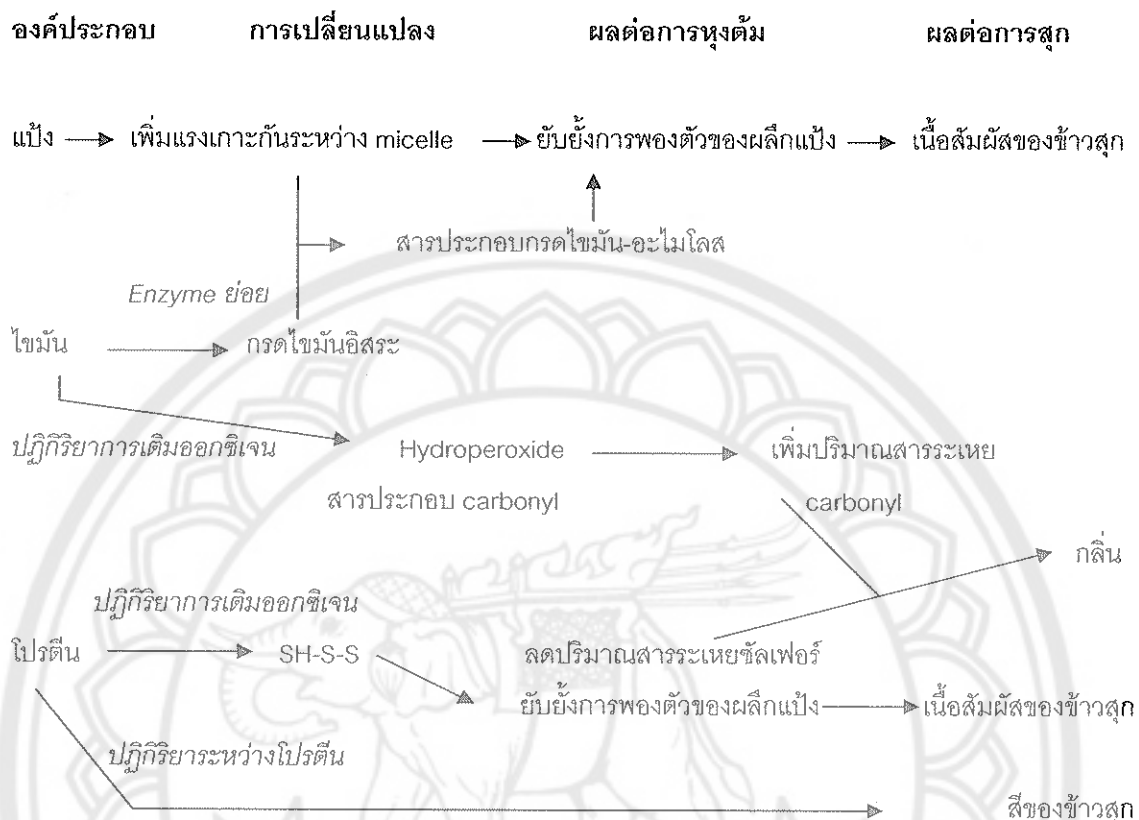 องค์ประกอบ การเปลี่ยนแปลง ผลต่อการหุงต้ม ผลต่อการสุก
แป้ง เพิ่มแรงเกาะกันระหว่าง micelle ยับยั้งการพองตัวของผลึกแป้ง เนื้อสัมผัสของข้าวสุก
สารประกอบกรดไขมัน-อะไมโลส
Enzyme ย่อย
ไขมัน กรดไขมันอิสระ
ปฏิกิริยาการเติมออกซิเจน Hydroperoxide เพิ่มปริมาณสารระเหย
สารประกอบ carbonyl carbonyl
กลิ่น
ปฏิกิริยาการเติมออกซิเจน
โปรตีน SH-S-S ลดปริมาณสารระเหยซัลเฟอร์
ยับยั้งการพองตัวของผลึกแป้ง เนื้อสัมผัสของข้าวสุก
ปฏิกิริยาระหว่างโปรตีน
สีของข้าวสุก